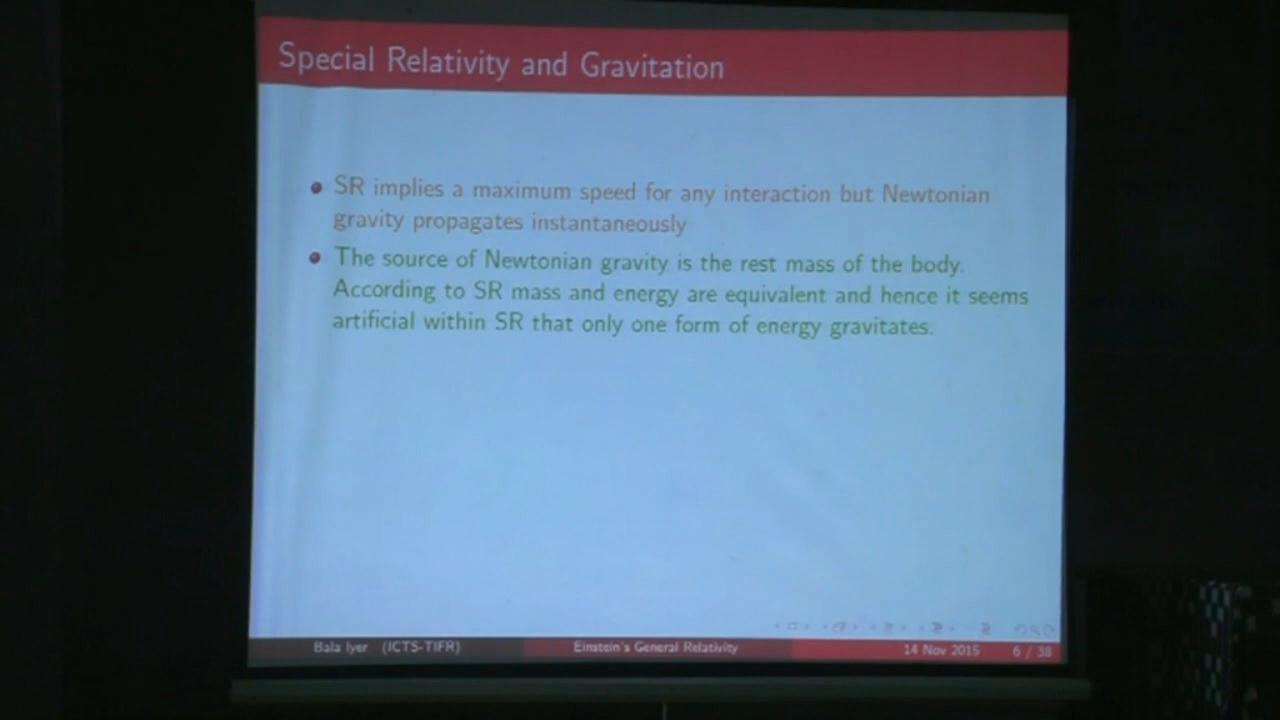 Special Relativity and Gravitation
SR implies a maximum speed for any interaction but Newtonian
gravity propagates instantaneously
The source of Newtonian gravity is the rest mass of the body.
According to SR mass and energy are equivalent and hence it seems
artificial within SR that only one form of energy gravitates.
Bala Iyer (ICTS-TIFR) Einstein's General Relativity 14 Nov 2015 6 / 38